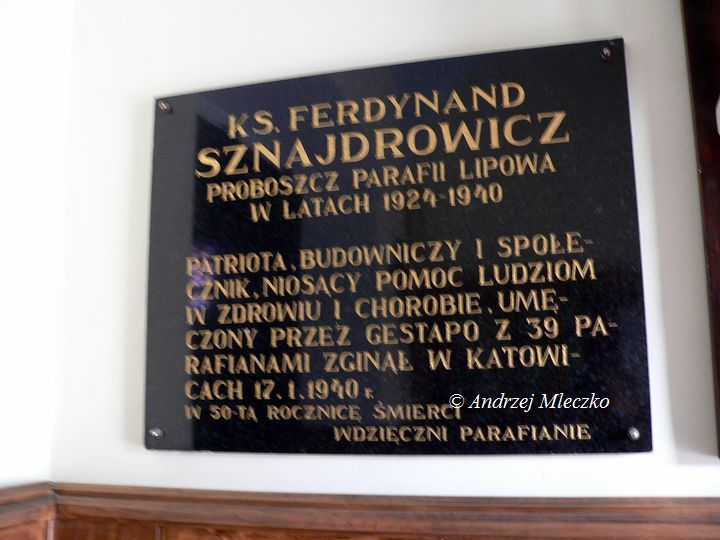 KS. FERDYNAND
SZNAJDROWICZ
PROBOSZCZ PARAFII LIPOWA
W LATACH 1924-1940
PATRIOTA, BUDOWNICZY I SPOŁE-
CZNIK, NIOSĄCY POMOC LUDZIOM
W ZDROWIU I CHOROBIE, UMĘ-
CZONY PRZEZ GESTAPO Z 39 PA-
RAFIANAMI ZGINĄŁ W KATOWI-
CACH 17.1.1940 r.
W 50-TĄ ROCZNICĘ ŚMIERCI
WDZIĘCZNI PARAFIANIE
© Andrzej Mleczko